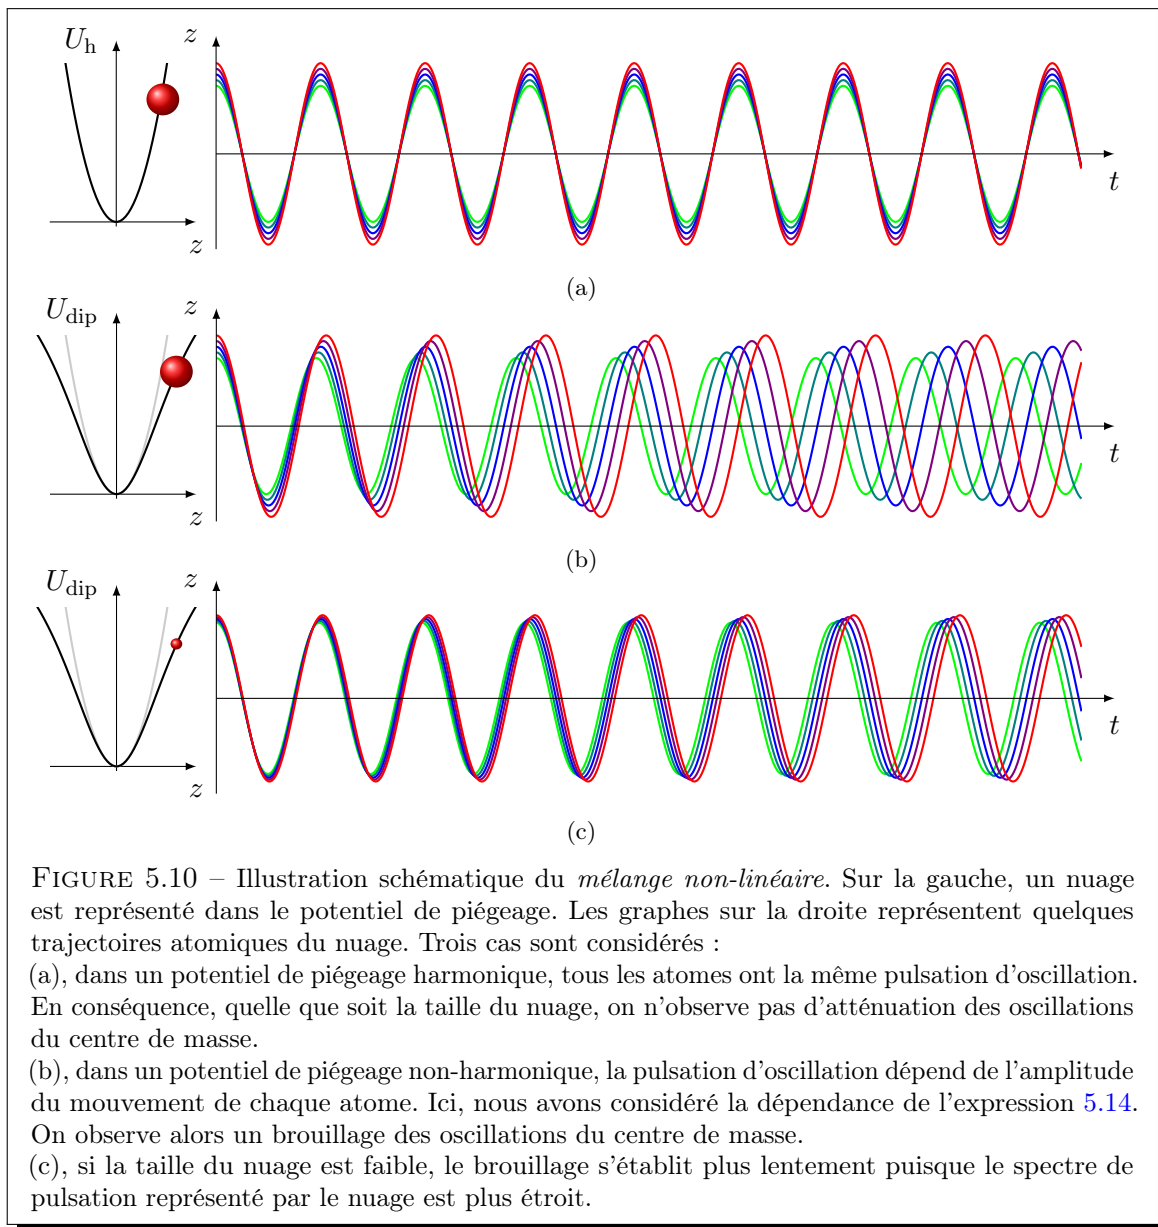 U_h
z
t
z
(a)
U_dip
z
t
z
(b)
U_dip
z
t
z
(c)
FIGURE 5.10 – Illustration schématique du mélange non-linéaire. Sur la gauche, un nuage
est représenté dans le potentiel de piégeage. Les graphes sur la droite représentent quelques
trajectoires atomiques du nuage. Trois cas sont considérés :
(a), dans un potentiel de piégeage harmonique, tous les atomes ont la même pulsation d'oscillation.
En conséquence, quelle que soit la taille du nuage, on n'observe pas d'atténuation des oscillations
du centre de masse.
(b), dans un potentiel de piégeage non-harmonique, la pulsation d'oscillation dépend de l'amplitude
du mouvement de chaque atome. Ici, nous avons considéré la dépendance de l'expression 5.14.
On observe alors un brouillage des oscillations du centre de masse.
(c), si la taille du nuage est faible, le brouillage s'établit plus lentement puisque le spectre de
pulsation représenté par le nuage est plus étroit.